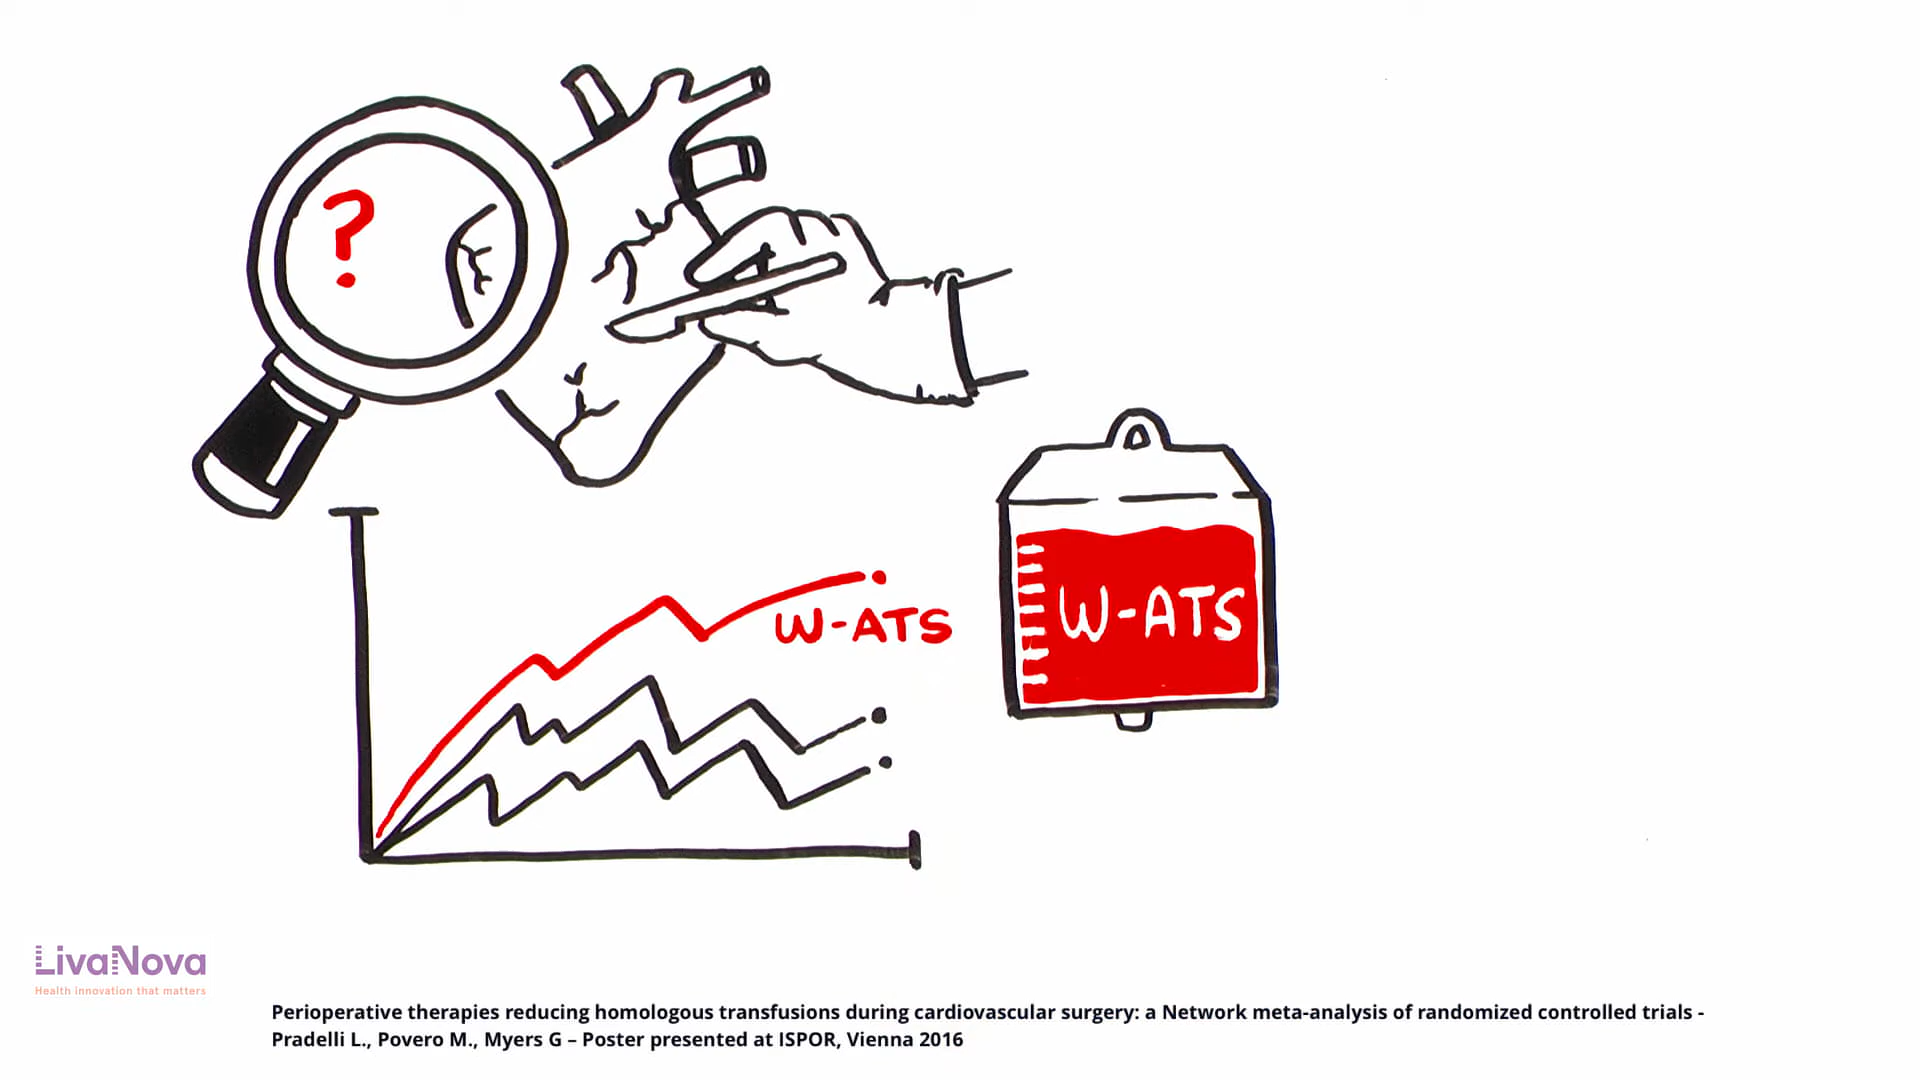 ?
W-ATS
W-ATS
LivaNova
Health innovation that matters
Perioperative therapies reducing homologous transfusions during cardiovascular surgery: a Network meta-analysis of randomized controlled trials -
Pradelli L., Povero M., Myers G – Poster presented at ISPOR, Vienna 2016